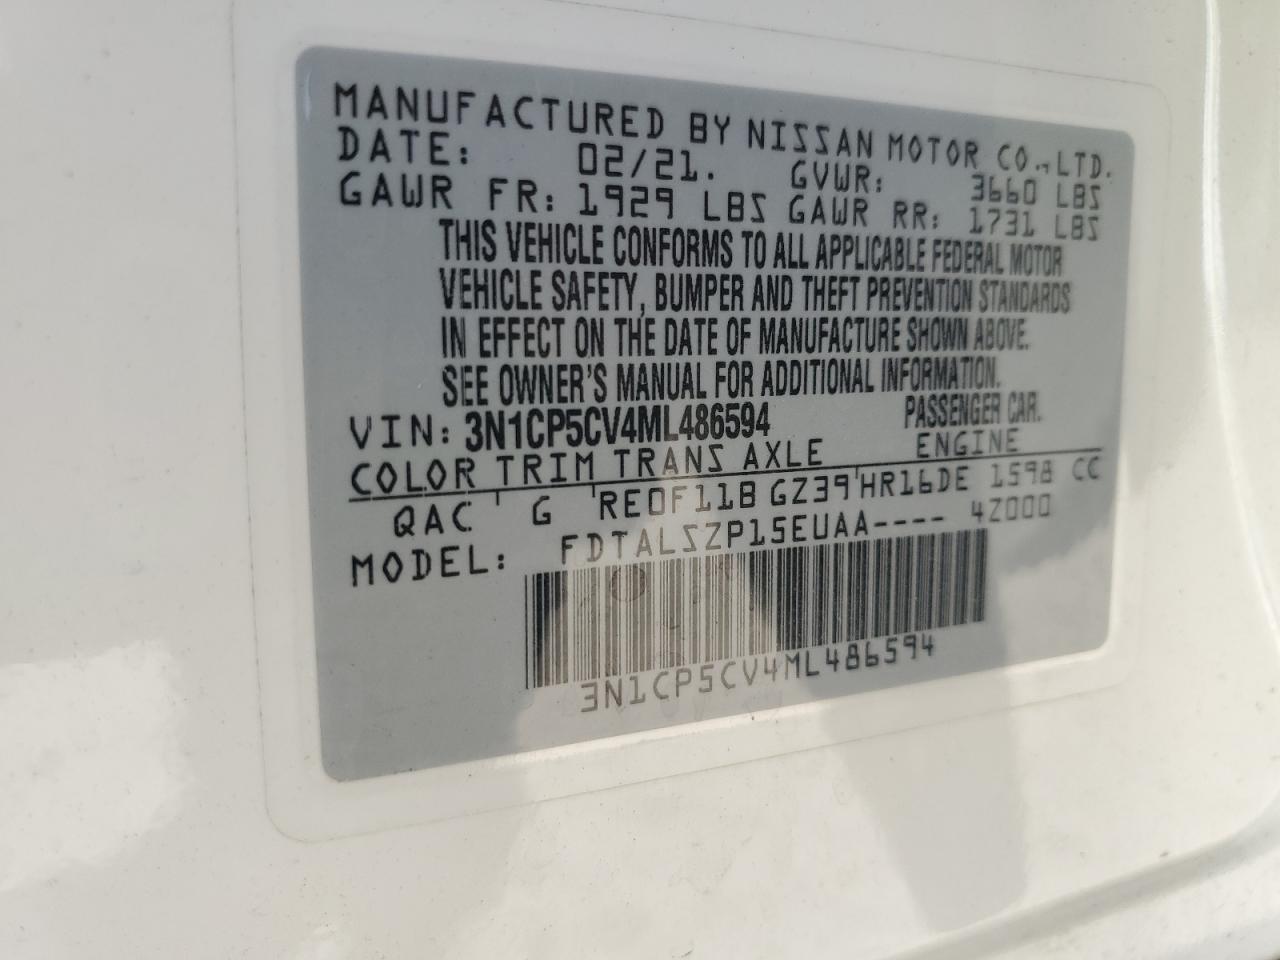 MANUFACTURED BY NISSAN MOTOR CO., LTD.
DATE: 02/21. GVWR: 3660 LBS
GAWR FR: 1929 LBS GAWR RR: 1731 LBS
THIS VEHICLE CONFORMS TO ALL APPLICABLE FEDERAL MOTOR
VEHICLE SAFETY, BUMPER AND THEFT PREVENTION STANDARDS
IN EFFECT ON THE DATE OF MANUFACTURE SHOWN ABOVE.
SEE OWNER'S MANUAL FOR ADDITIONAL INFORMATION.
VIN: 3N1CP5CV4ML486594 PASSENGER CAR.
COLOR TRIM TRANS AXLE ENGINE
QAC ' G 'RE0F11B GZ39'HR16DE 1598 CC
MODEL: FDTALSZP15EUAA---- 4Z000
3N1CP5CV4ML486594